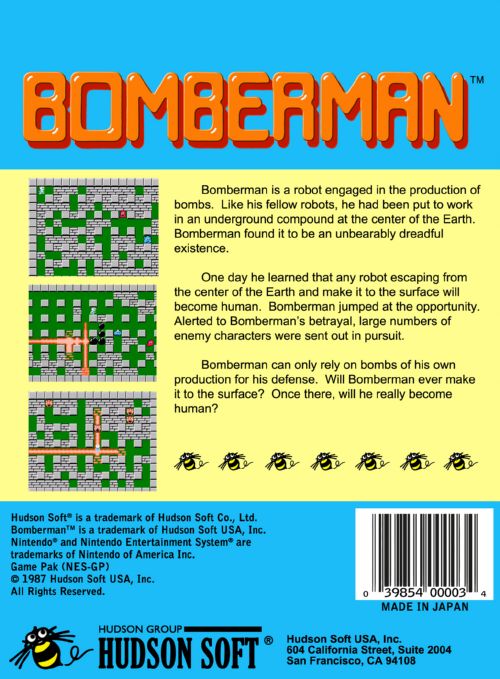 BOMBERMAN™
Bomberman is a robot engaged in the production of
bombs. Like his fellow robots, he had been put to work
in an underground compound at the center of the Earth.
Bomberman found it to be an unbearably dreadful
existence.
One day he learned that any robot escaping from
the center of the Earth and make it to the surface will
become human. Bomberman jumped at the opportunity.
Alerted to Bomberman's betrayal, large numbers of
enemy characters were sent out in pursuit.
Bomberman can only rely on bombs of his own
production for his defense. Will Bomberman ever make
it to the surface? Once there, will he really become
human?
Hudson Soft® is a trademark of Hudson Soft Co., Ltd.
Bomberman™ is a trademark of Hudson Soft USA, Inc.
Nintendo® and Nintendo Entertainment System® are
trademarks of Nintendo of America Inc.
Game Pak (NES-GP)
© 1987 Hudson Soft USA, Inc.
All Rights Reserved.
0 39854 00003 4
MADE IN JAPAN
HUDSON GROUP
HUDSON SOFT®
Hudson Soft USA, Inc.
604 California Street, Suite 2004
San Francisco, CA 94108